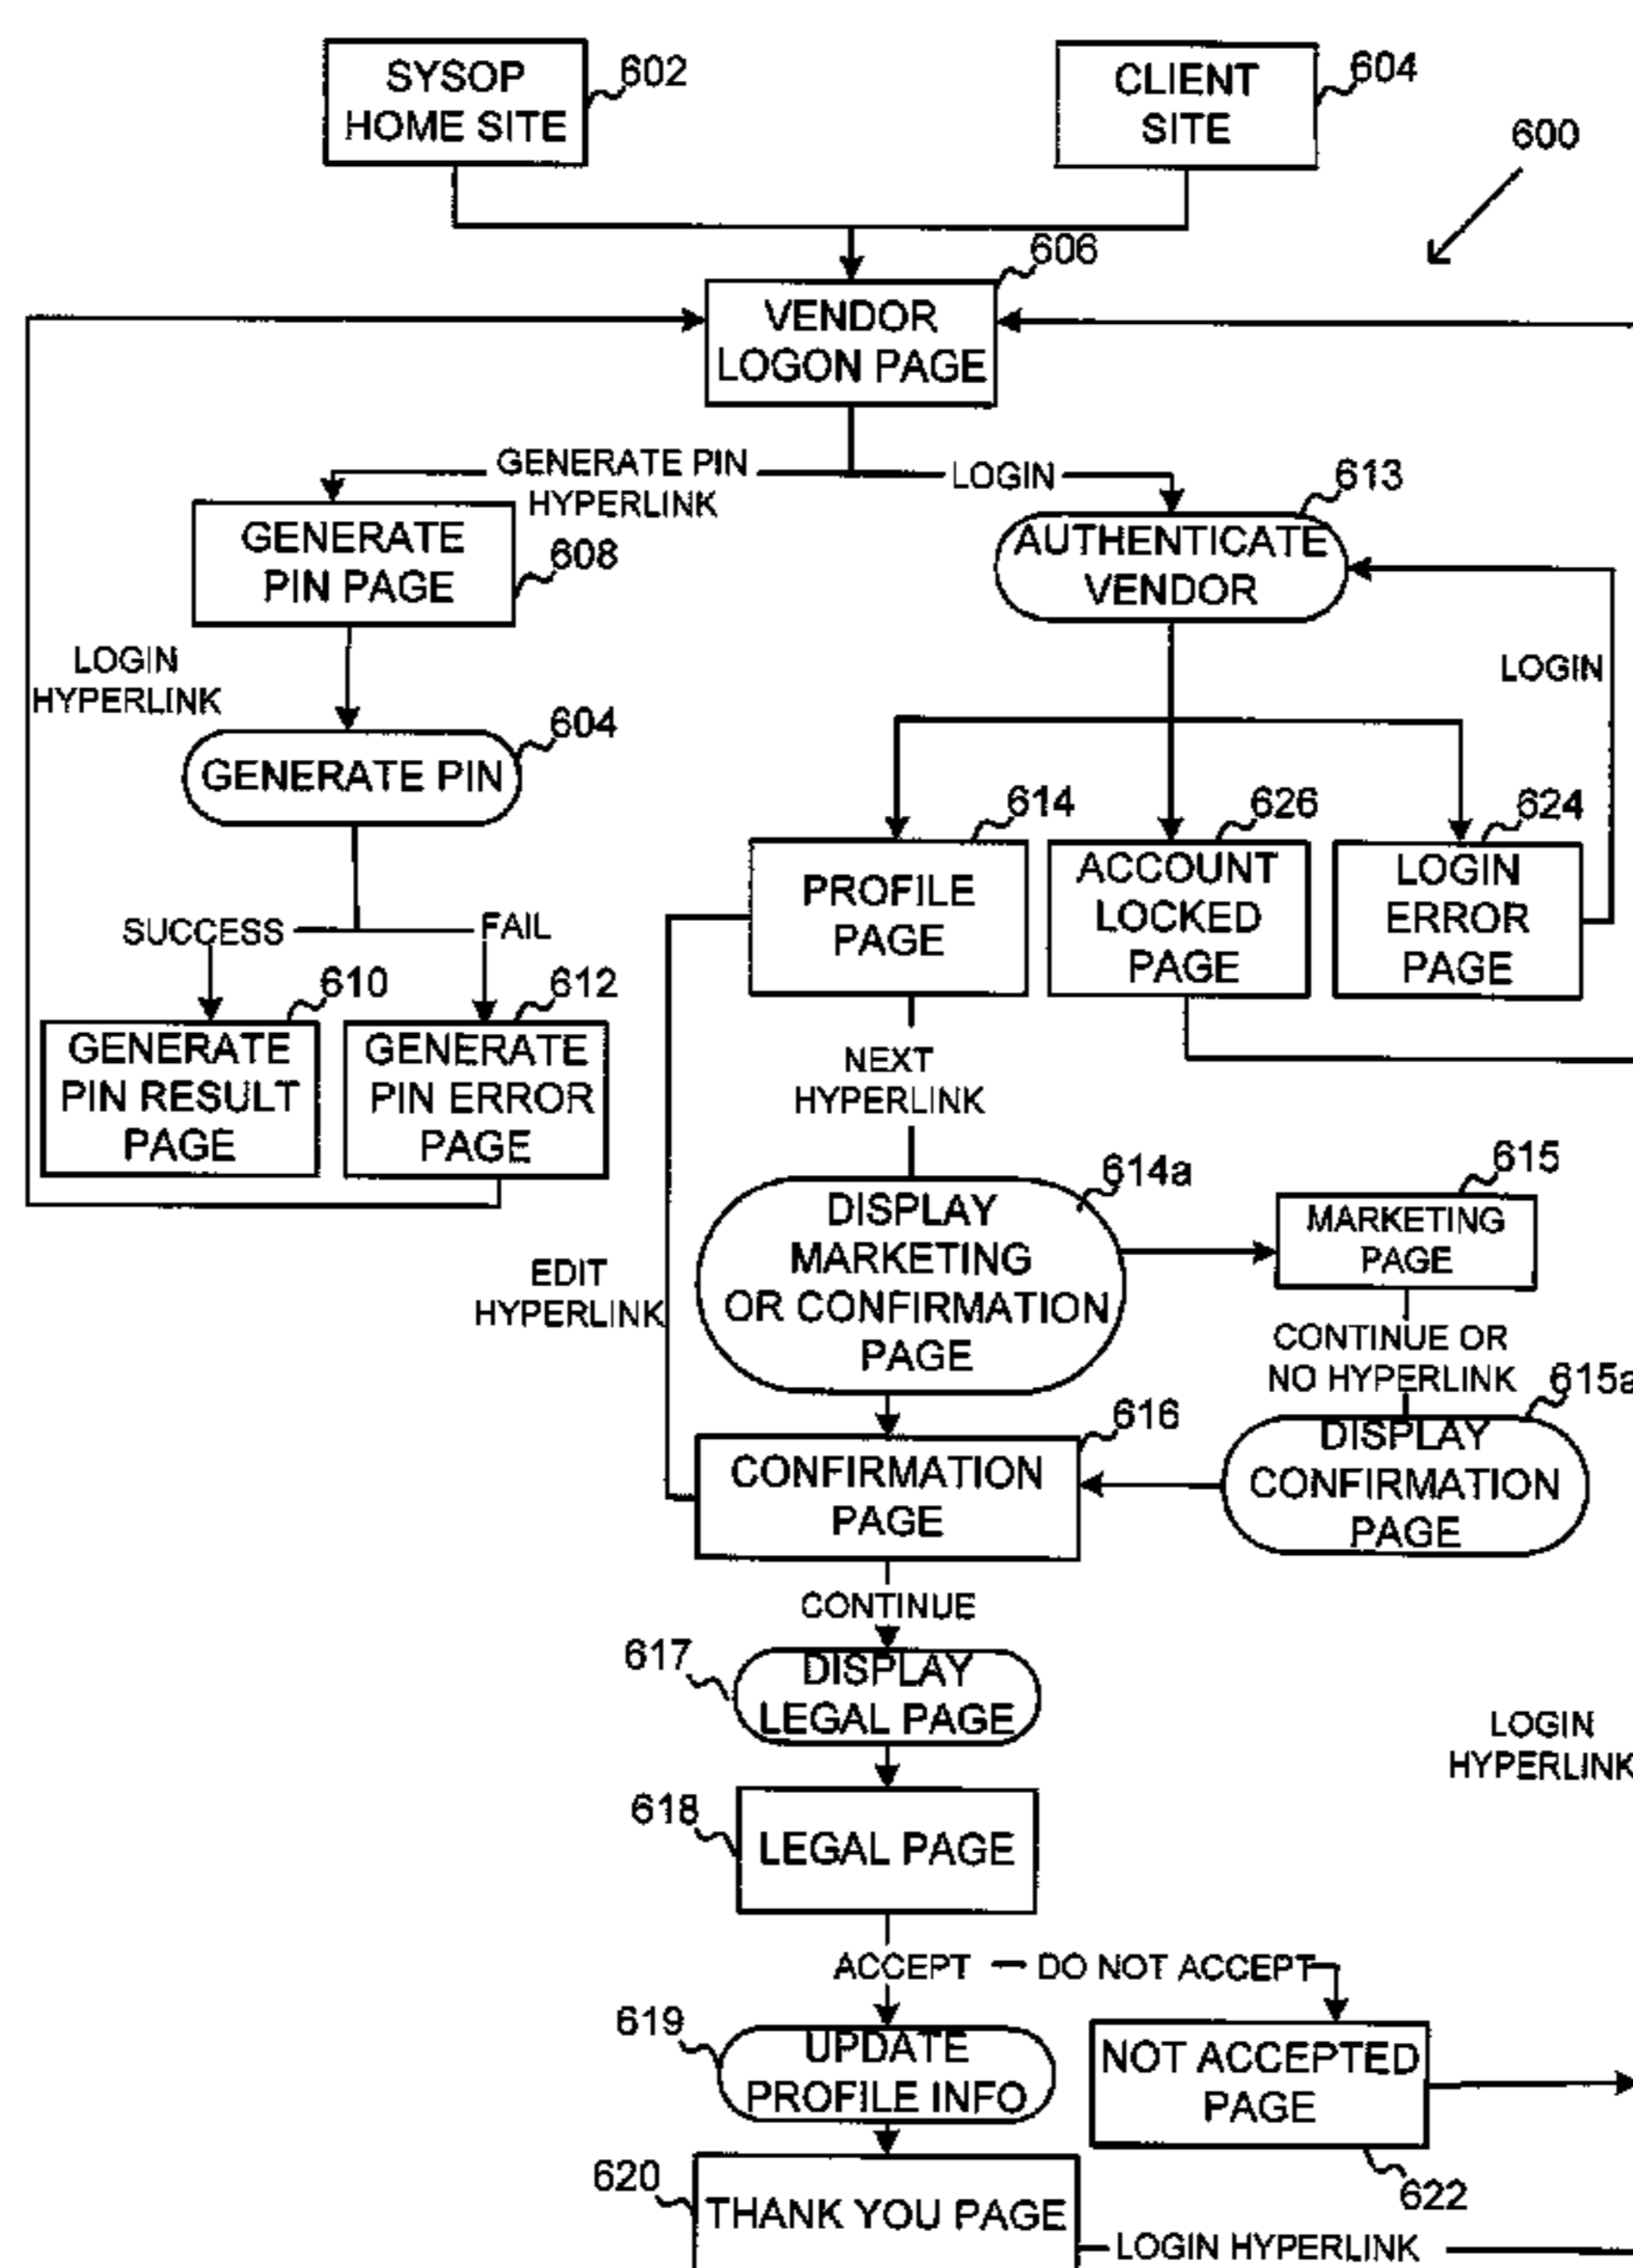 SYSOP
HOME SITE
602
CLIENT
SITE
604
600
606
VENDOR
LOGON PAGE
GENERATE PIN
HYPERLINK
LOGIN
613
GENERATE
PIN PAGE
608
AUTHENTICATE
VENDOR
LOGIN
HYPERLINK
LOGIN
604
GENERATE PIN
614
626
624
PROFILE
PAGE
ACCOUNT
LOCKED
PAGE
LOGIN
ERROR
PAGE
SUCCESS
FAIL
610
612
GENERATE
PIN RESULT
PAGE
GENERATE
PIN ERROR
PAGE
NEXT
HYPERLINK
614a
615
DISPLAY
MARKETING
OR CONFIRMATION
PAGE
MARKETING
PAGE
EDIT
HYPERLINK
CONTINUE OR
NO HYPERLINK
615a
616
CONFIRMATION
PAGE
DISPLAY
CONFIRMATION
PAGE
CONTINUE
617
DISPLAY
LEGAL PAGE
LOGIN
HYPERLINK
618
LEGAL PAGE
ACCEPT
DO NOT ACCEPT
619
UPDATE
PROFILE INFO
NOT ACCEPTED
PAGE
622
620
THANK YOU PAGE
LOGIN HYPERLINK